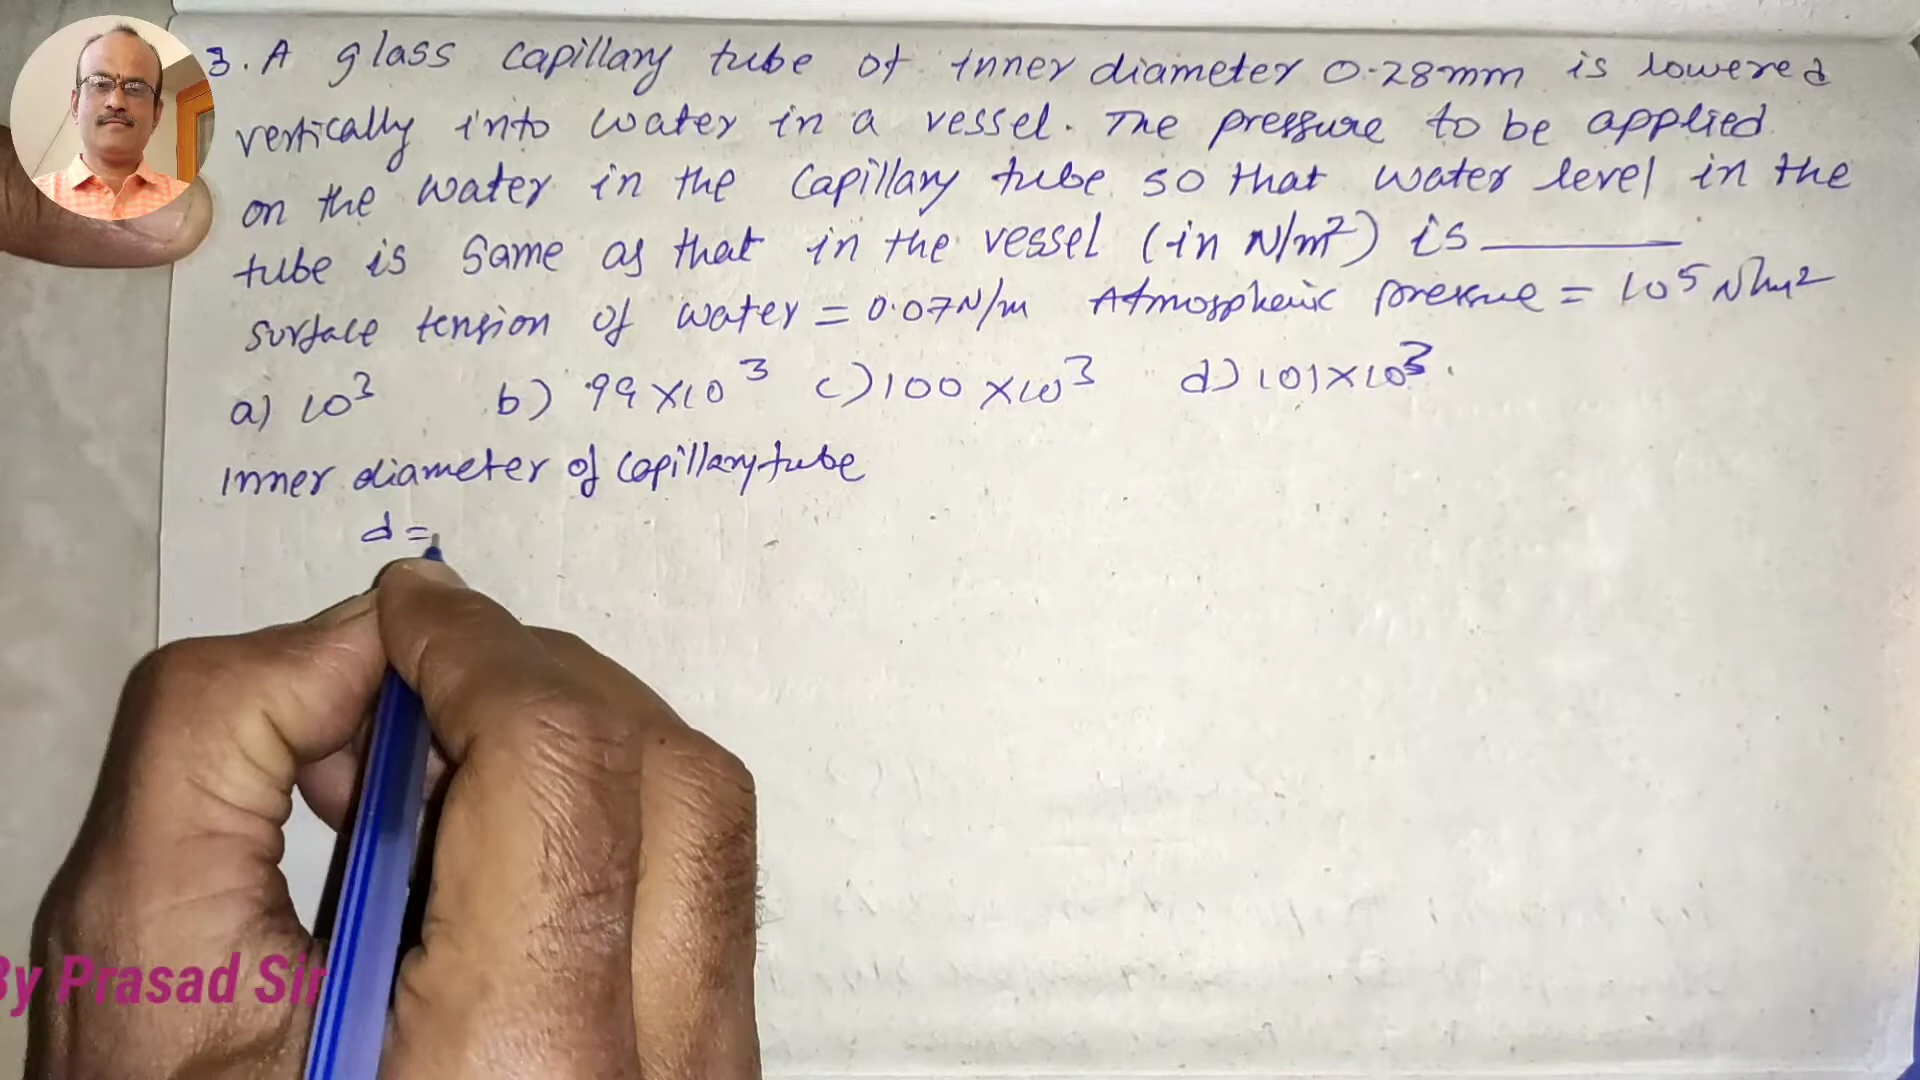 3. A glass capillary tube of inner diameter 0.28mm is lowered
vertically into water in a vessel. The pressure to be applied
on the water in the capillary tube so that water level in the
tube is same as that in the vessel (in N/m²) is ______
surface tension of water = 0.07N/m Atmospheric pressure = 10⁵ N/m²
a) 10³ b) 99 × 10³ c) 100 × 10³ d) 101 × 10³.
Inner diameter of capillary tube
d =
By Prasad Sir